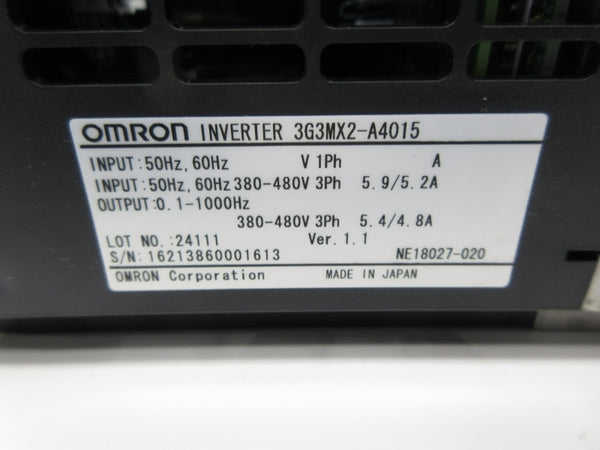 OMRON INVERTER 3G3MX2-A4015
INPUT:50Hz,60Hz V 1Ph A
INPUT:50Hz,60Hz 380-480V 3Ph 5.9/5.2A
OUTPUT:0.1-1000Hz
380-480V 3Ph 5.4/4.8A
LOT NO.:24111 Ver.1.1
S/N:16213860001613 NE18027-020
OMRON Corporation MADE IN JAPAN